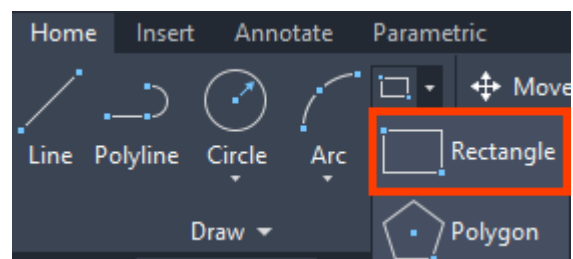 Home Insert Annotate Parametric
Move
Line Polyline Circle Arc Rectangle
Draw Polygon